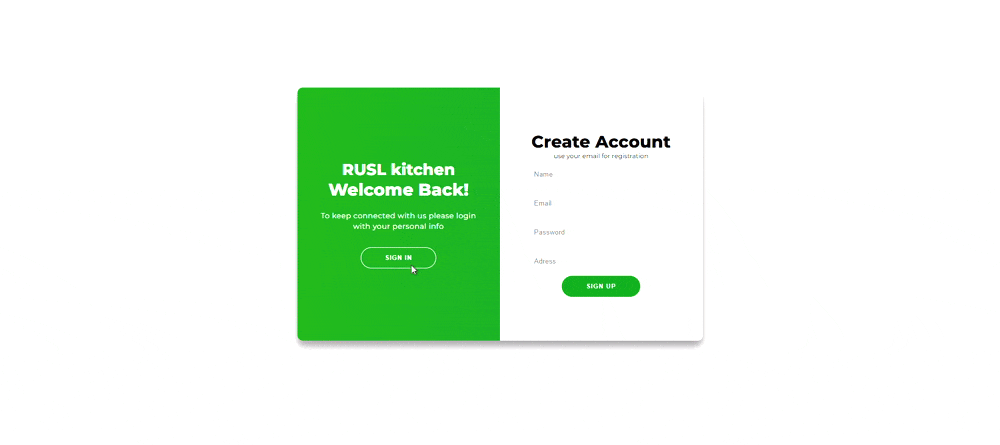 RUSL kitchen
Welcome Back!
To keep connected with us please login
with your personal info
SIGN IN
Create Account
use your email for registration
Name
Email
Password
Adress
SIGN UP